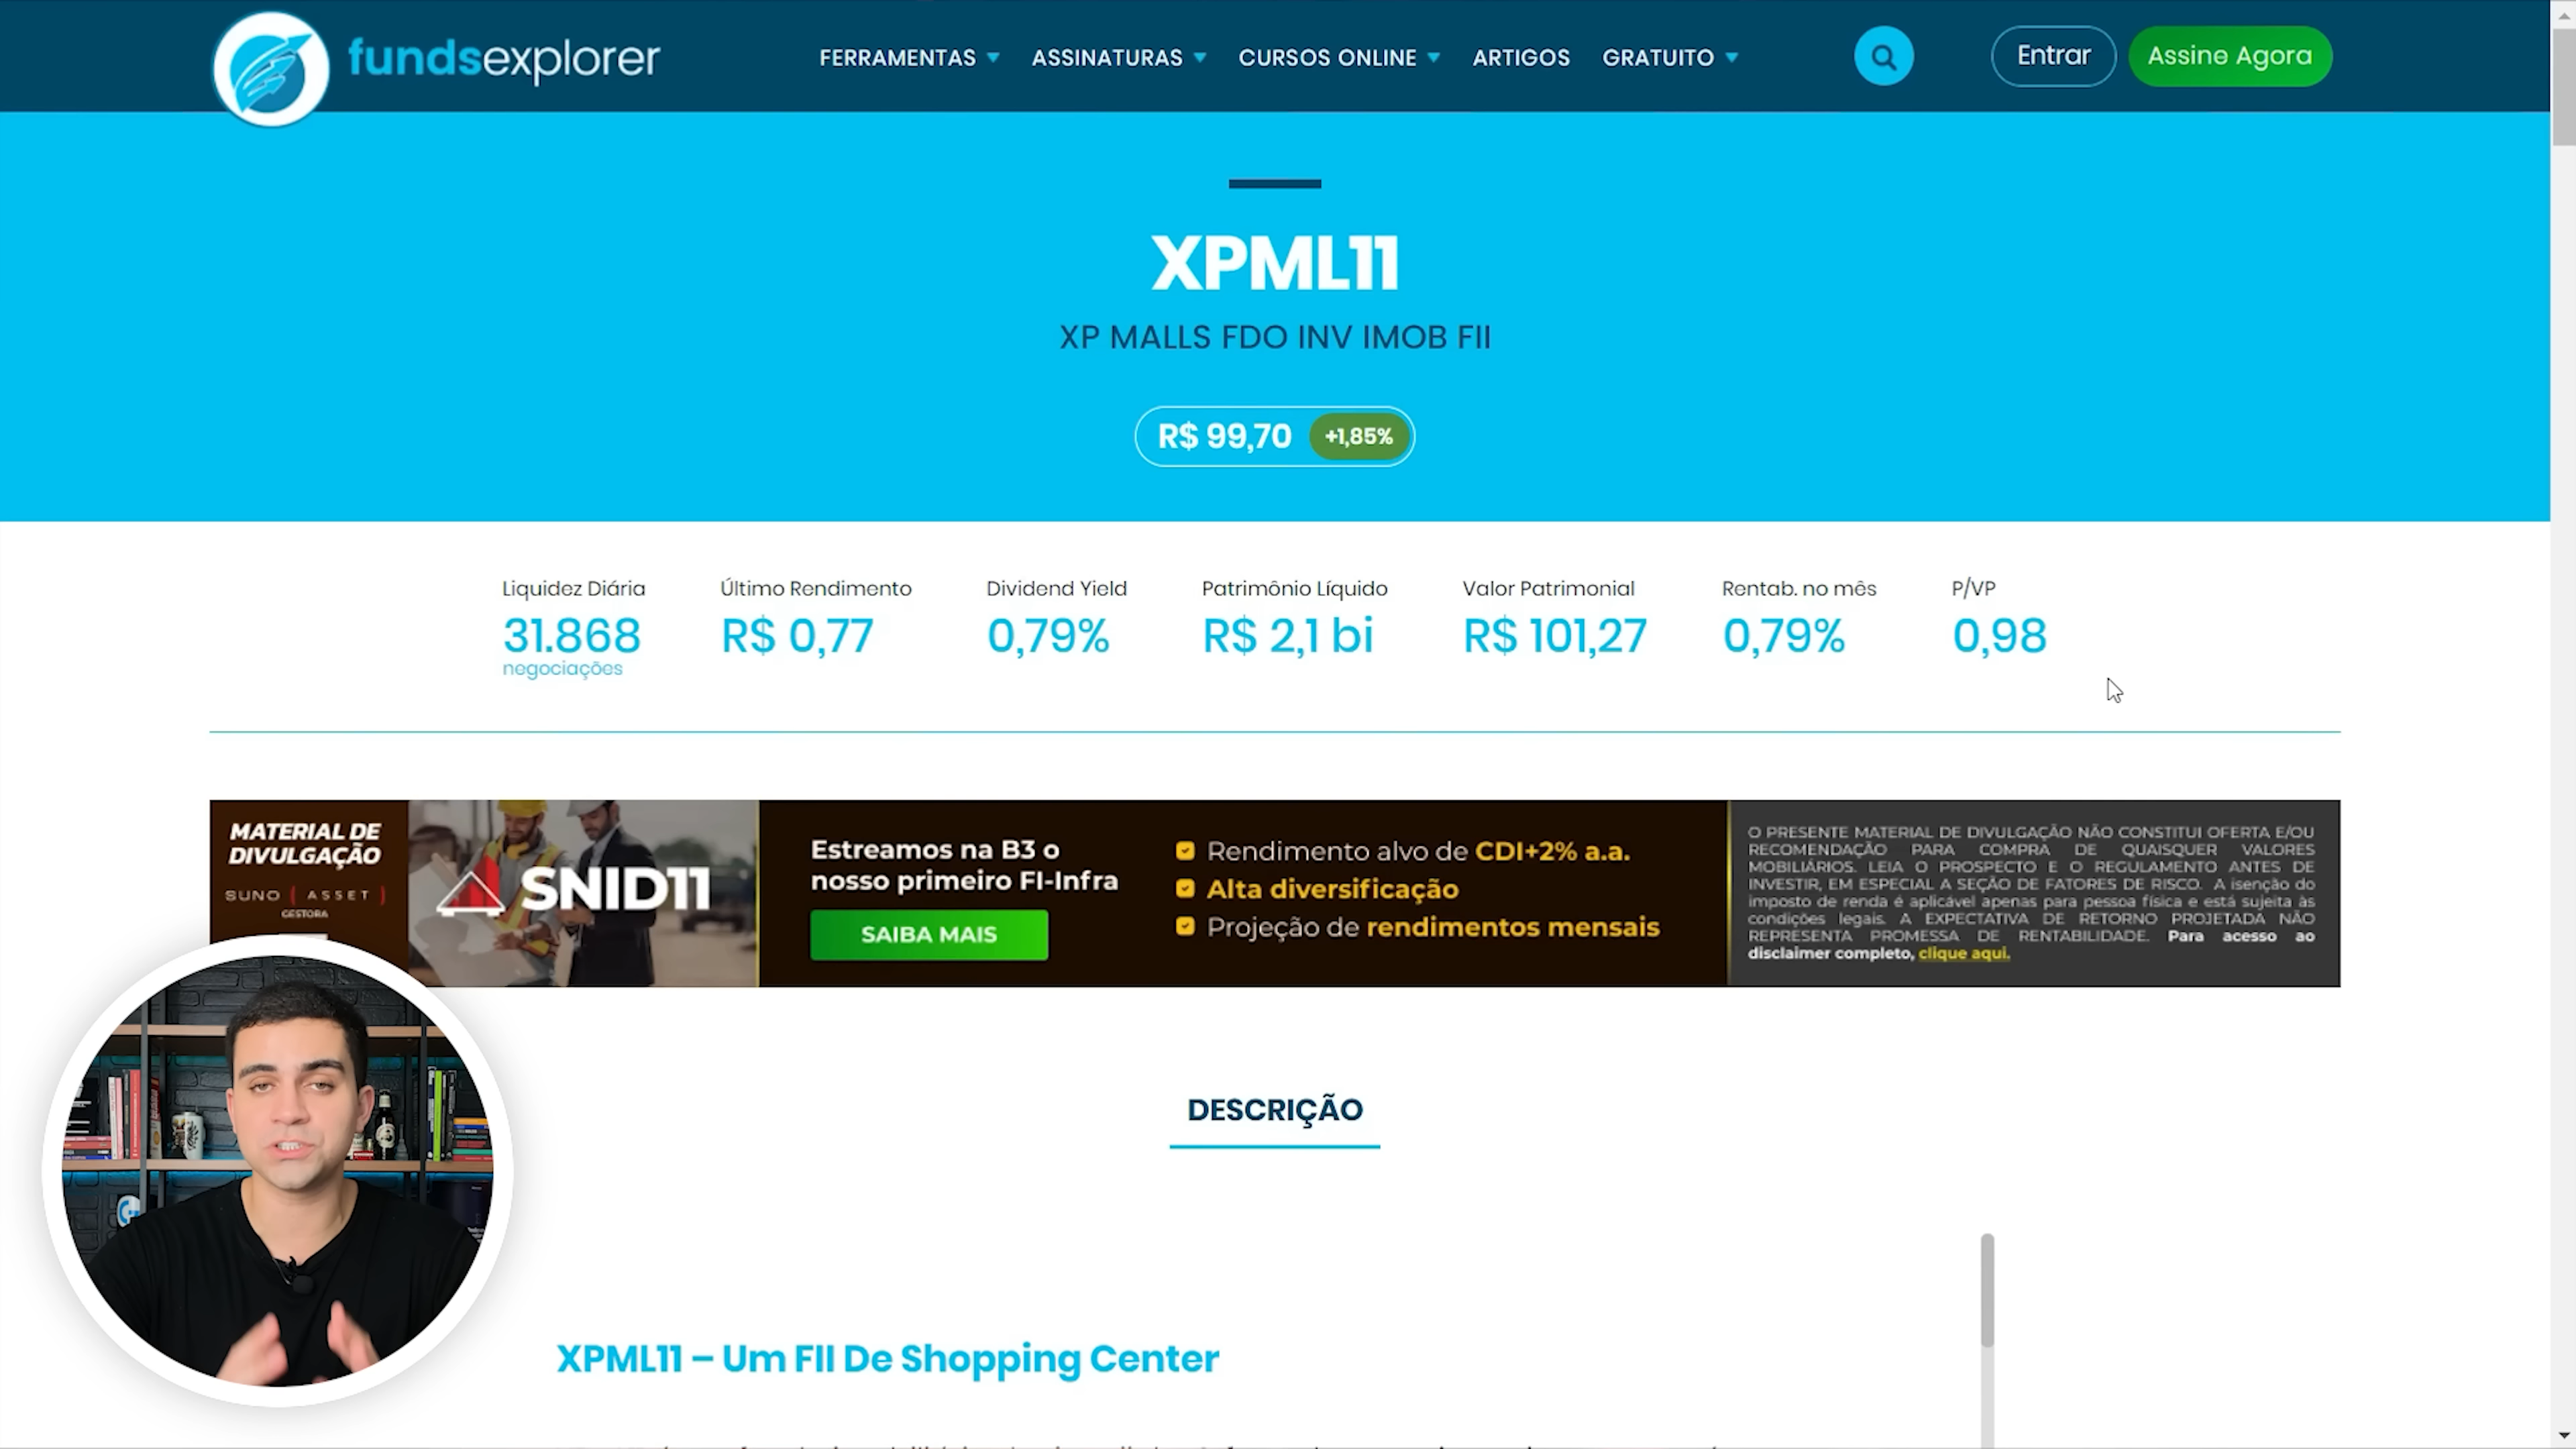 fundsexplorer
FERRAMENTAS ASSINATURAS CURSOS ONLINE ARTIGOS GRATUITO Entrar Assine Agora
XPML11
XP MALLS FDO INV IMOB FII
R$ 99,70 +1,85%
Liquidez Diária Último Rendimento Dividend Yield Patrimônio Líquido Valor Patrimonial Rentab. no mês P/VP
31.868 R$ 0,77 0,79% R$ 2,1 bi R$ 101,27 0,79% 0,98
negociações
MATERIAL DE
DIVULGAÇÃO
SUNO ( ASSET )
GESTORA
SNID11
Estreamos na B3 o
nosso primeiro FI-Infra
SAIBA MAIS
Rendimento alvo de CDI+2% a.a.
Alta diversificação
Projeção de rendimentos mensais
O PRESENTE MATERIAL DE DIVULGAÇÃO NÃO CONSTITUI OFERTA E/OU
RECOMENDAÇÃO PARA COMPRA DE QUAISQUER VALORES
MOBILIÁRIOS. LEIA O PROSPECTO E O REGULAMENTO ANTES DE
INVESTIR, EM ESPECIAL A SEÇÃO DE FATORES DE RISCO. A isenção do
imposto de renda é aplicável apenas para pessoa física e está sujeita às
condições legais. A EXPECTATIVA DE RETORNO PROJETADA NÃO
REPRESENTA PROMESSA DE RENTABILIDADE. Para acesso ao
disclaimer completo, clique aqui.
DESCRIÇÃO
XPML11 – Um FII De Shopping Center